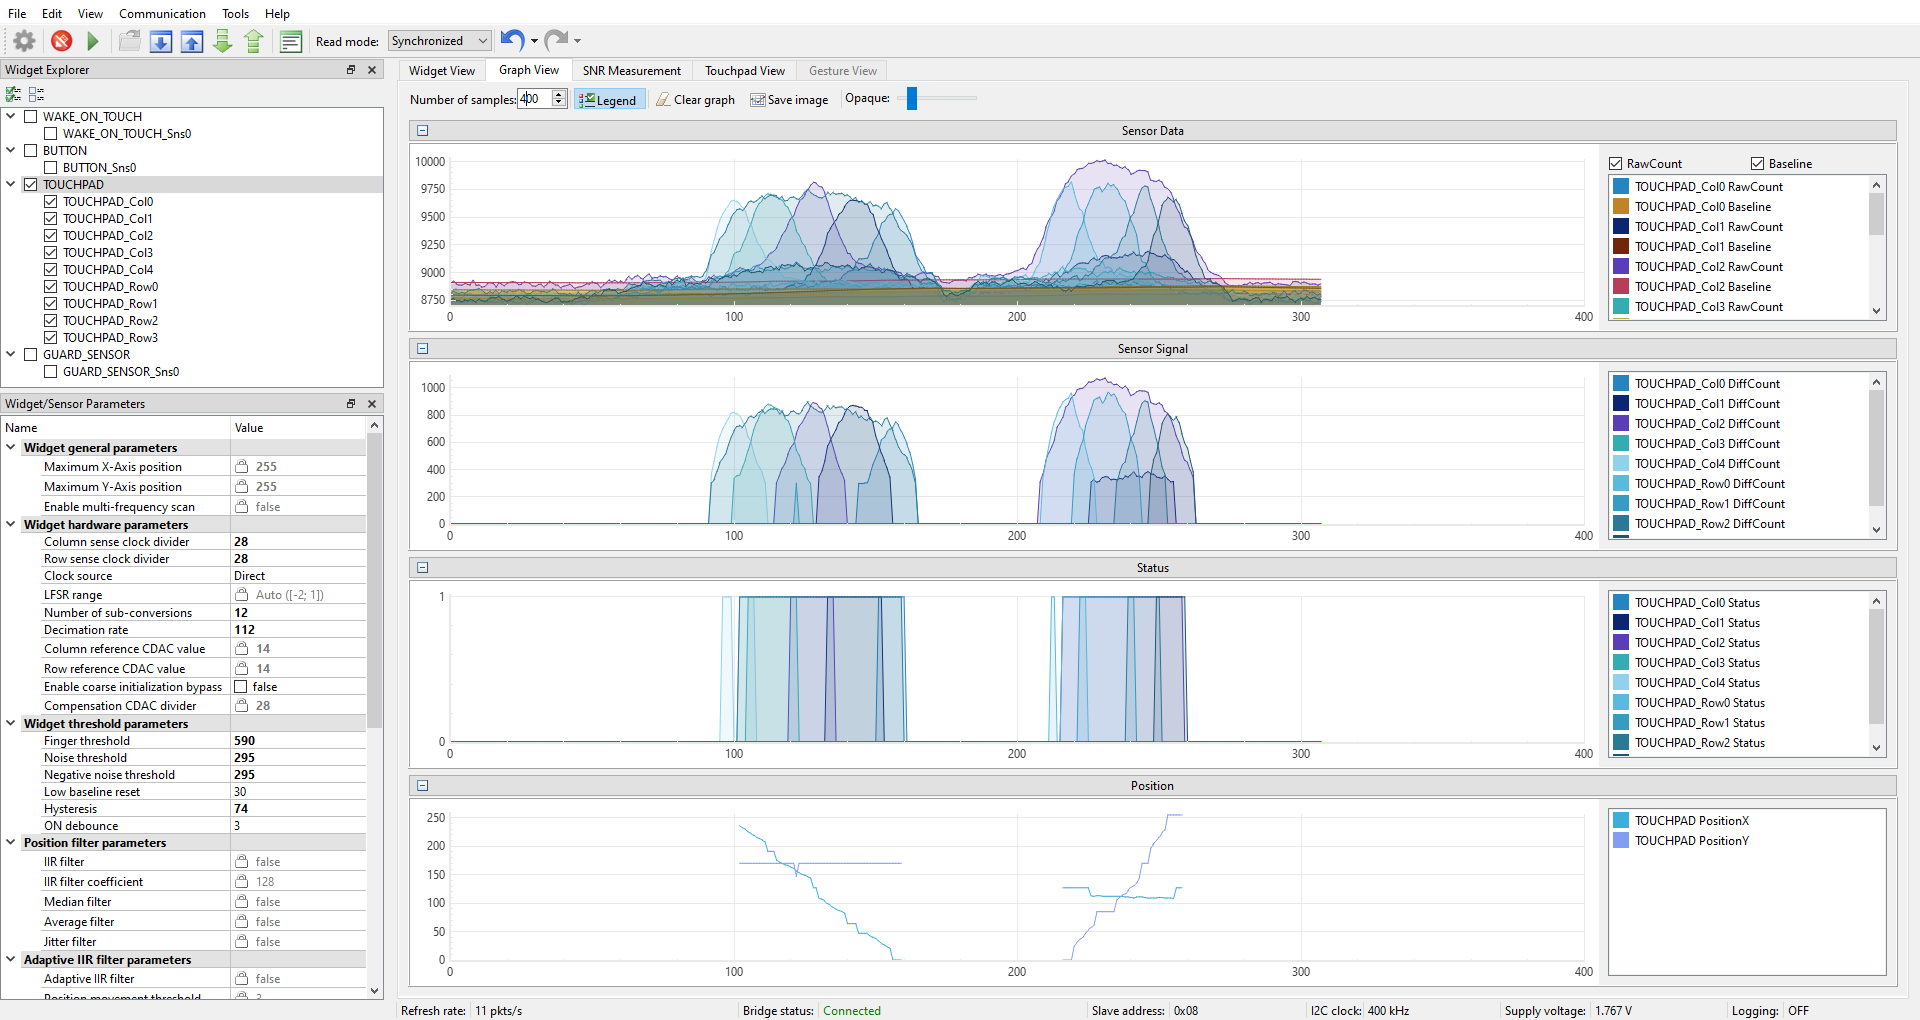 File Edit View Communication Tools Help
Read mode: Synchronized
Widget Explorer
WAKE_ON_TOUCH
WAKE_ON_TOUCH_Sns0
BUTTON
BUTTON_Sns0
TOUCHPAD
TOUCHPAD_Col0
TOUCHPAD_Col1
TOUCHPAD_Col2
TOUCHPAD_Col3
TOUCHPAD_Col4
TOUCHPAD_Row0
TOUCHPAD_Row1
TOUCHPAD_Row2
TOUCHPAD_Row3
GUARD_SENSOR
GUARD_SENSOR_Sns0
Widget/Sensor Parameters
Name Value
Widget general parameters
Maximum X-Axis position 255
Maximum Y-Axis position 255
Enable multi-frequency scan false
Widget hardware parameters
Column sense clock divider 28
Row sense clock divider 28
Clock source Direct
LFSR range Auto ([-2; 1])
Number of sub-conversions 12
Decimation rate 112
Column reference CDAC value 14
Row reference CDAC value 14
Enable coarse initialization bypass false
Compensation CDAC divider 28
Widget threshold parameters
Finger threshold 590
Noise threshold 295
Negative noise threshold 295
Low baseline reset 30
Hysteresis 74
ON debounce 3
Position filter parameters
IIR filter false
IIR filter coefficient 128
Median filter false
Average filter false
Jitter filter false
Adaptive IIR filter parameters
Adaptive IIR filter false
Position movement threshold 3
Widget View Graph View SNR Measurement Touchpad View Gesture View
Number of samples: 400 Legend Clear graph Save image Opaque:
Sensor Data
10000
9750
9500
9250
9000
8750
0 100 200 300 400
RawCount Baseline
TOUCHPAD_Col0 RawCount
TOUCHPAD_Col0 Baseline
TOUCHPAD_Col1 RawCount
TOUCHPAD_Col1 Baseline
TOUCHPAD_Col2 RawCount
TOUCHPAD_Col2 Baseline
TOUCHPAD_Col3 RawCount
Sensor Signal
1000
800
600
400
200
0
0 100 200 300 400
TOUCHPAD_Col0 DiffCount
TOUCHPAD_Col1 DiffCount
TOUCHPAD_Col2 DiffCount
TOUCHPAD_Col3 DiffCount
TOUCHPAD_Col4 DiffCount
TOUCHPAD_Row0 DiffCount
TOUCHPAD_Row1 DiffCount
TOUCHPAD_Row2 DiffCount
Status
1
0
0 100 200 300 400
TOUCHPAD_Col0 Status
TOUCHPAD_Col1 Status
TOUCHPAD_Col2 Status
TOUCHPAD_Col3 Status
TOUCHPAD_Col4 Status
TOUCHPAD_Row0 Status
TOUCHPAD_Row1 Status
TOUCHPAD_Row2 Status
Position
250
200
150
100
50
0
0 100 200 300 400
TOUCHPAD PositionX
TOUCHPAD PositionY
Refresh rate: 11 pkts/s Bridge status: Connected Slave address: 0x08 I2C clock: 400 kHz Supply voltage: 1.767 V Logging: OFF